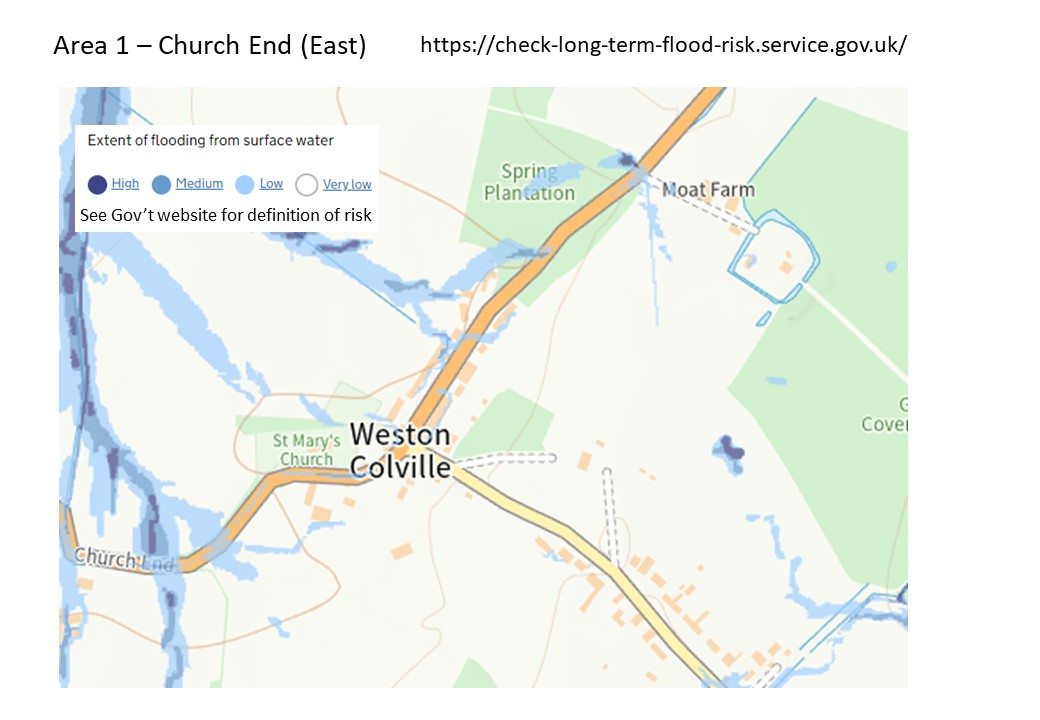 Area 1 – Church End (East)
https://check-long-term-flood-risk.service.gov.uk/
Extent of flooding from surface water
High Medium Low Very low
See Gov’t website for definition of risk
Spring
Plantation
Moat Farm
G
Cover
St Mary's
Church
Weston
Colville
Church End